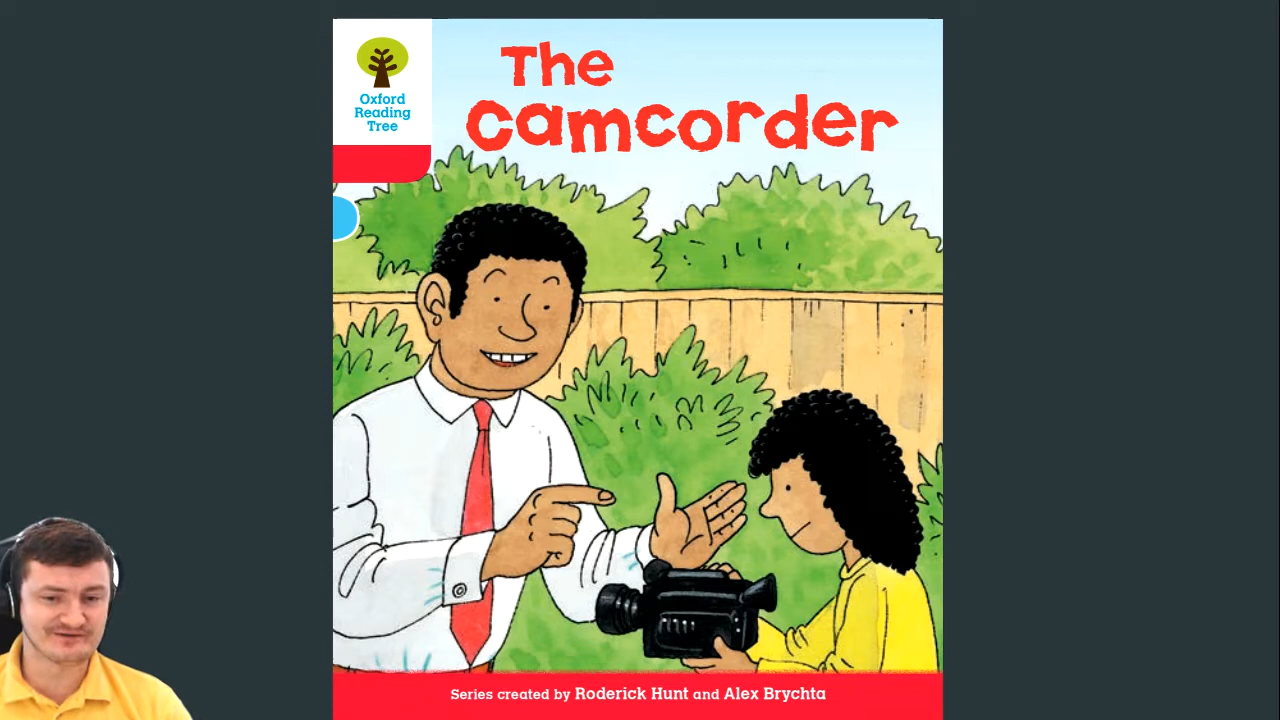 Oxford
Reading
Tree
The
camcorder
Series created by Roderick Hunt and Alex Brychta